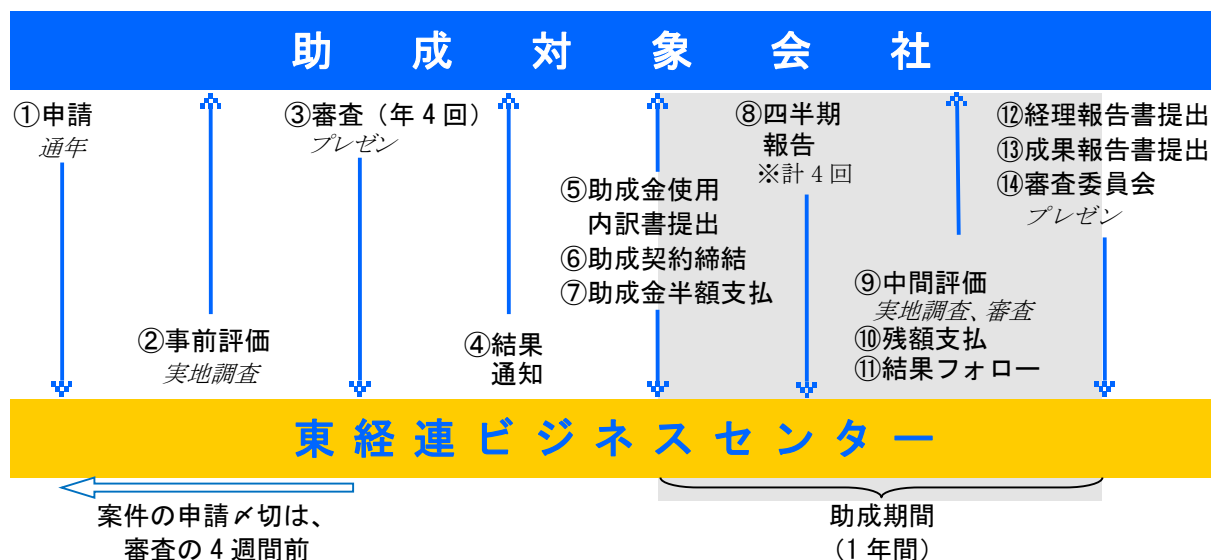 助成対象会社
①申請
通年
②事前評価
実地調査
③審査（年４回）
プレゼン
④結果
通知
⑤助成金使用
内訳書提出
⑥助成契約締結
⑦助成金半額支払
⑧四半期
報告
※計４回
⑨中間評価
実地調査、審査
⑩残額支払
⑪結果フォロー
⑫経理報告書提出
⑬成果報告書提出
⑭審査委員会
プレゼン
東経連ビジネスセンター
案件の申請〆切は、
審査の４週間前
助成期間
（１年間）